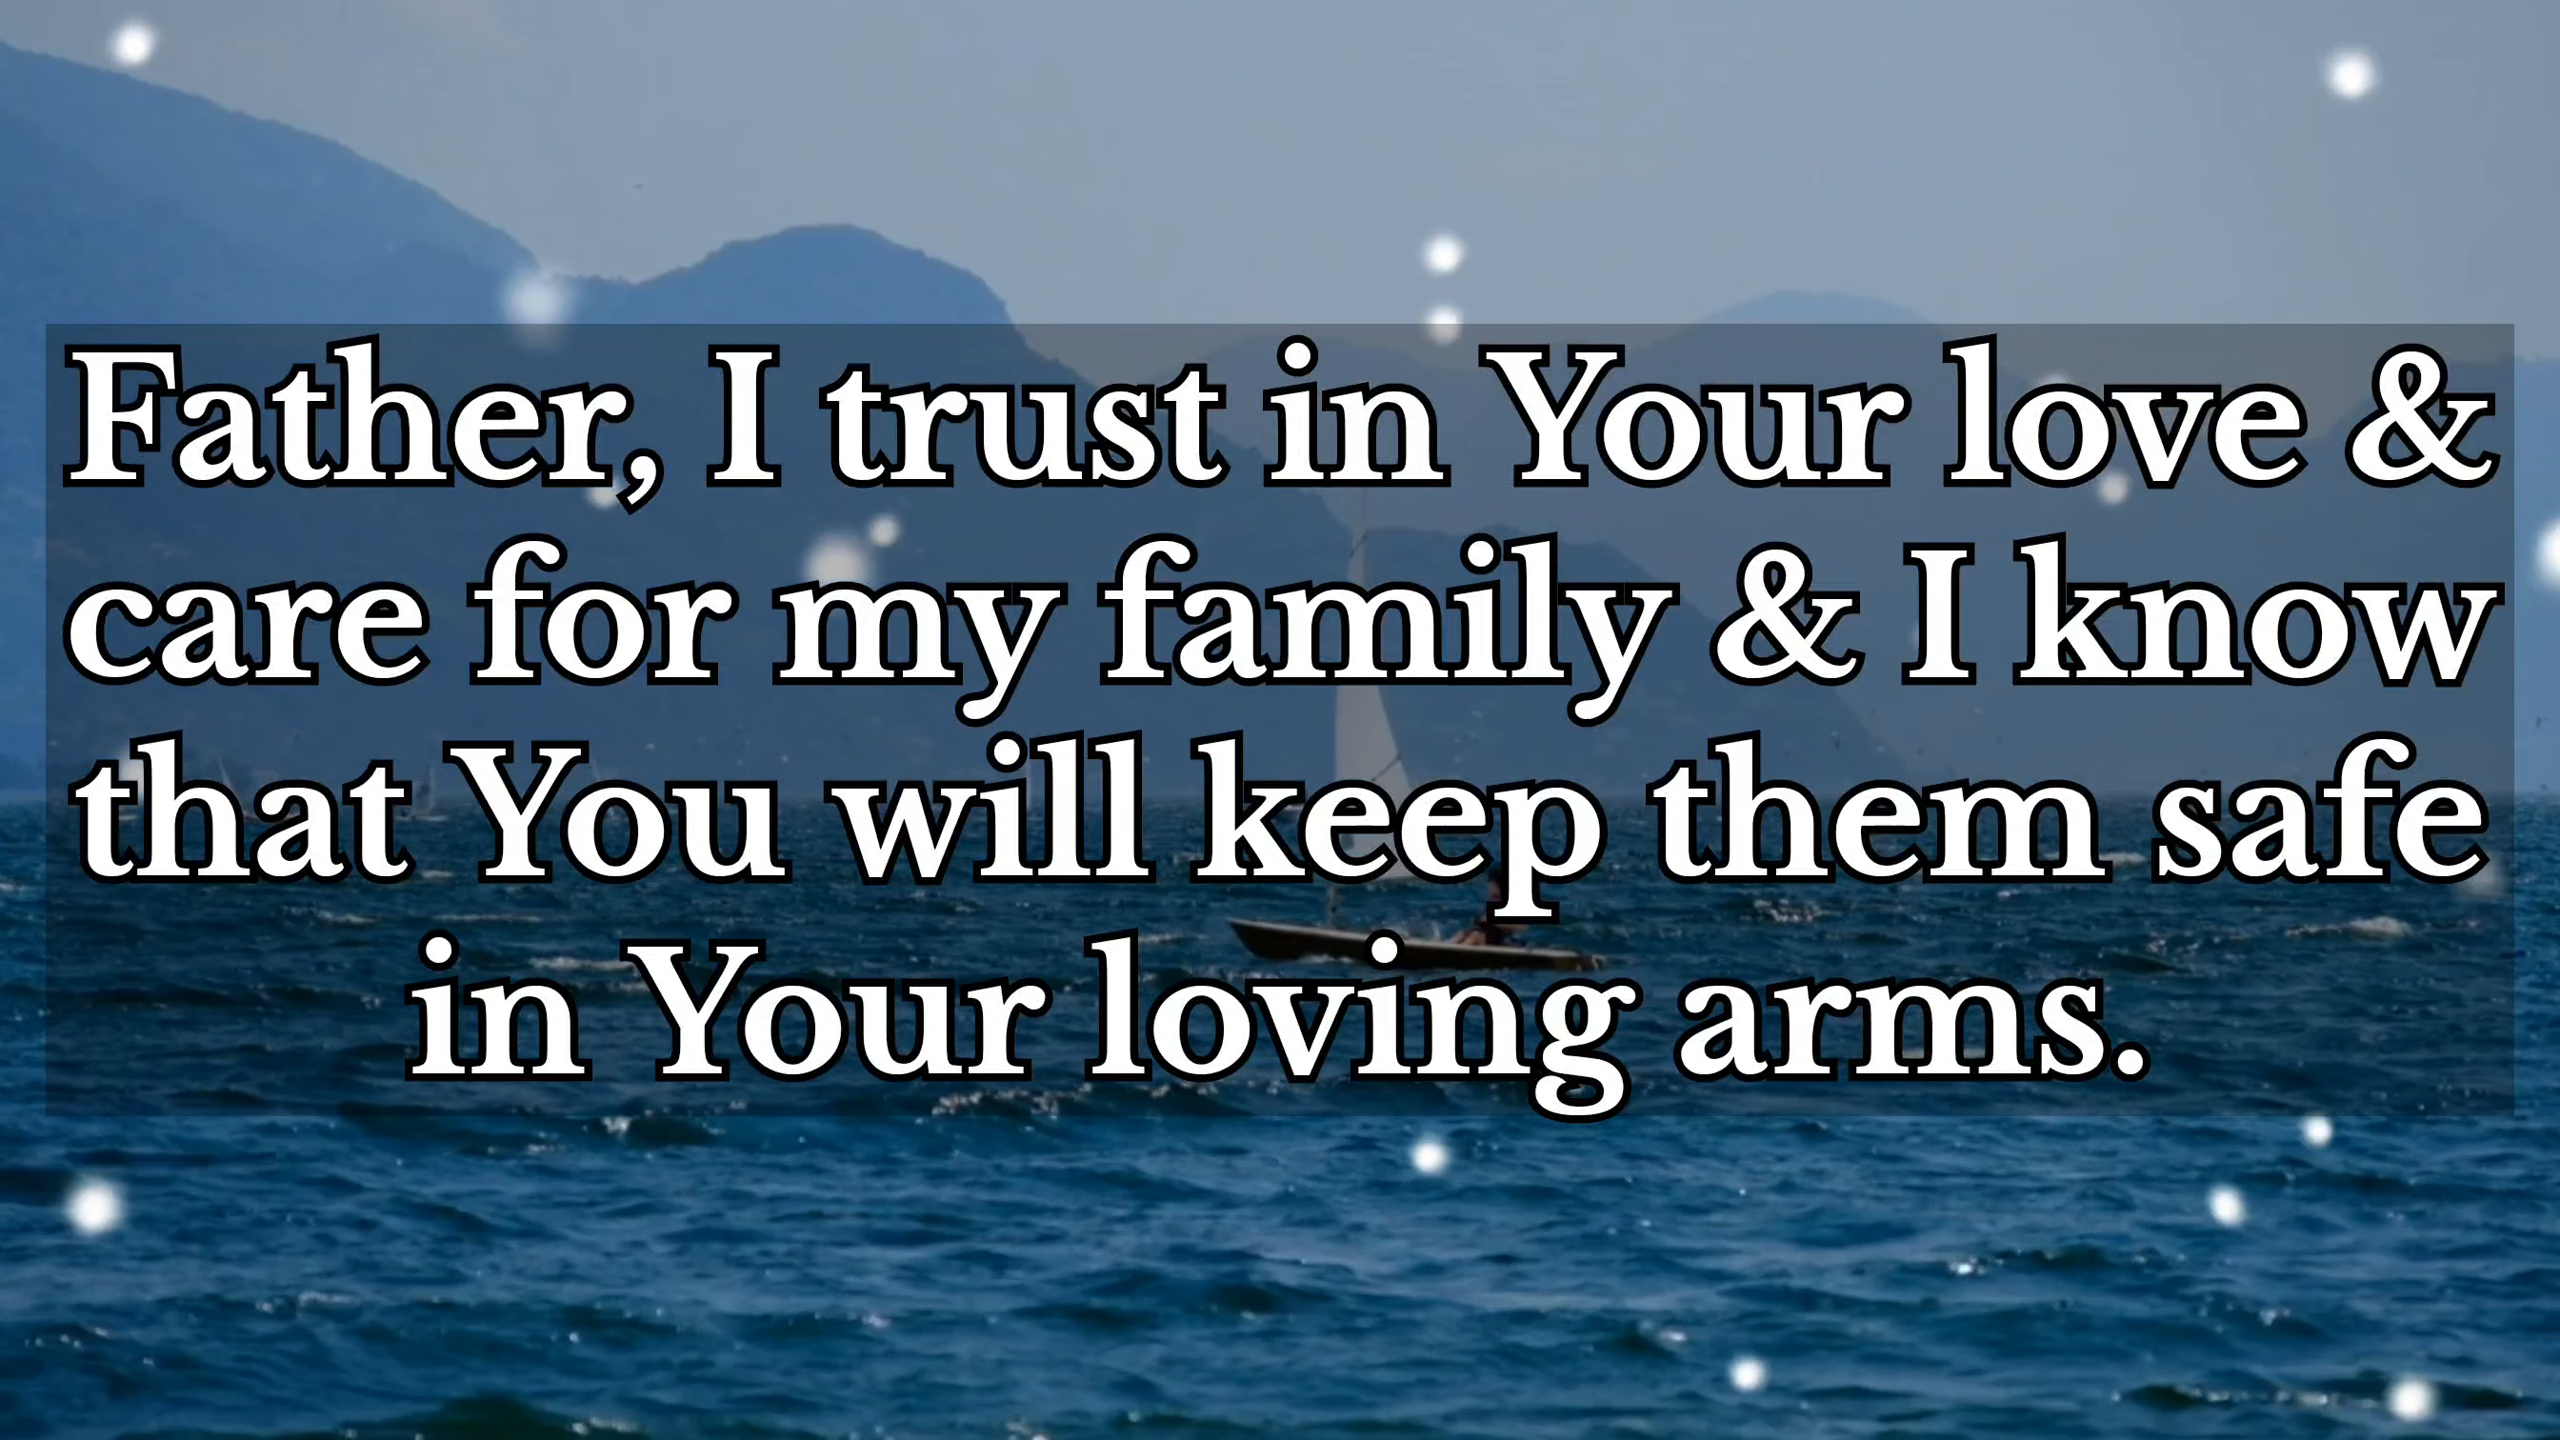 Father, I trust in Your love &
care for my family & I know
that You will keep them safe
in Your loving arms.